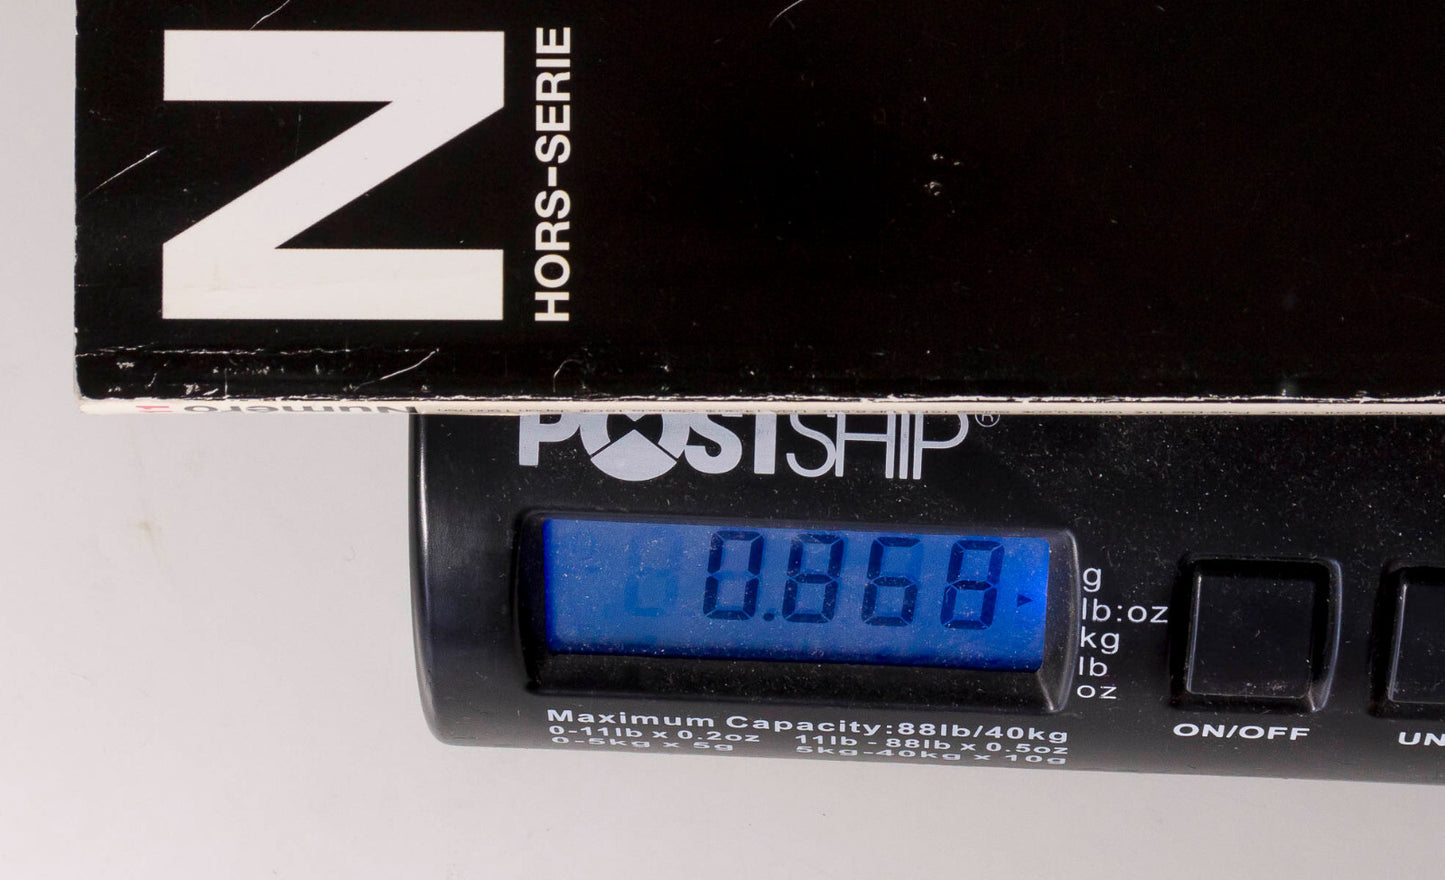 N
HORS-SERIE
Numéro
POSTSHIP®
0.868
g
lb:oz
kg
lb
oz
Maximum Capacity:88lb/40kg
0-11lb x 0.2oz 11lb - 88lb x 0.5oz
0-5kg x 5g 5kg-40kg x 10g
ON/OFF
UN